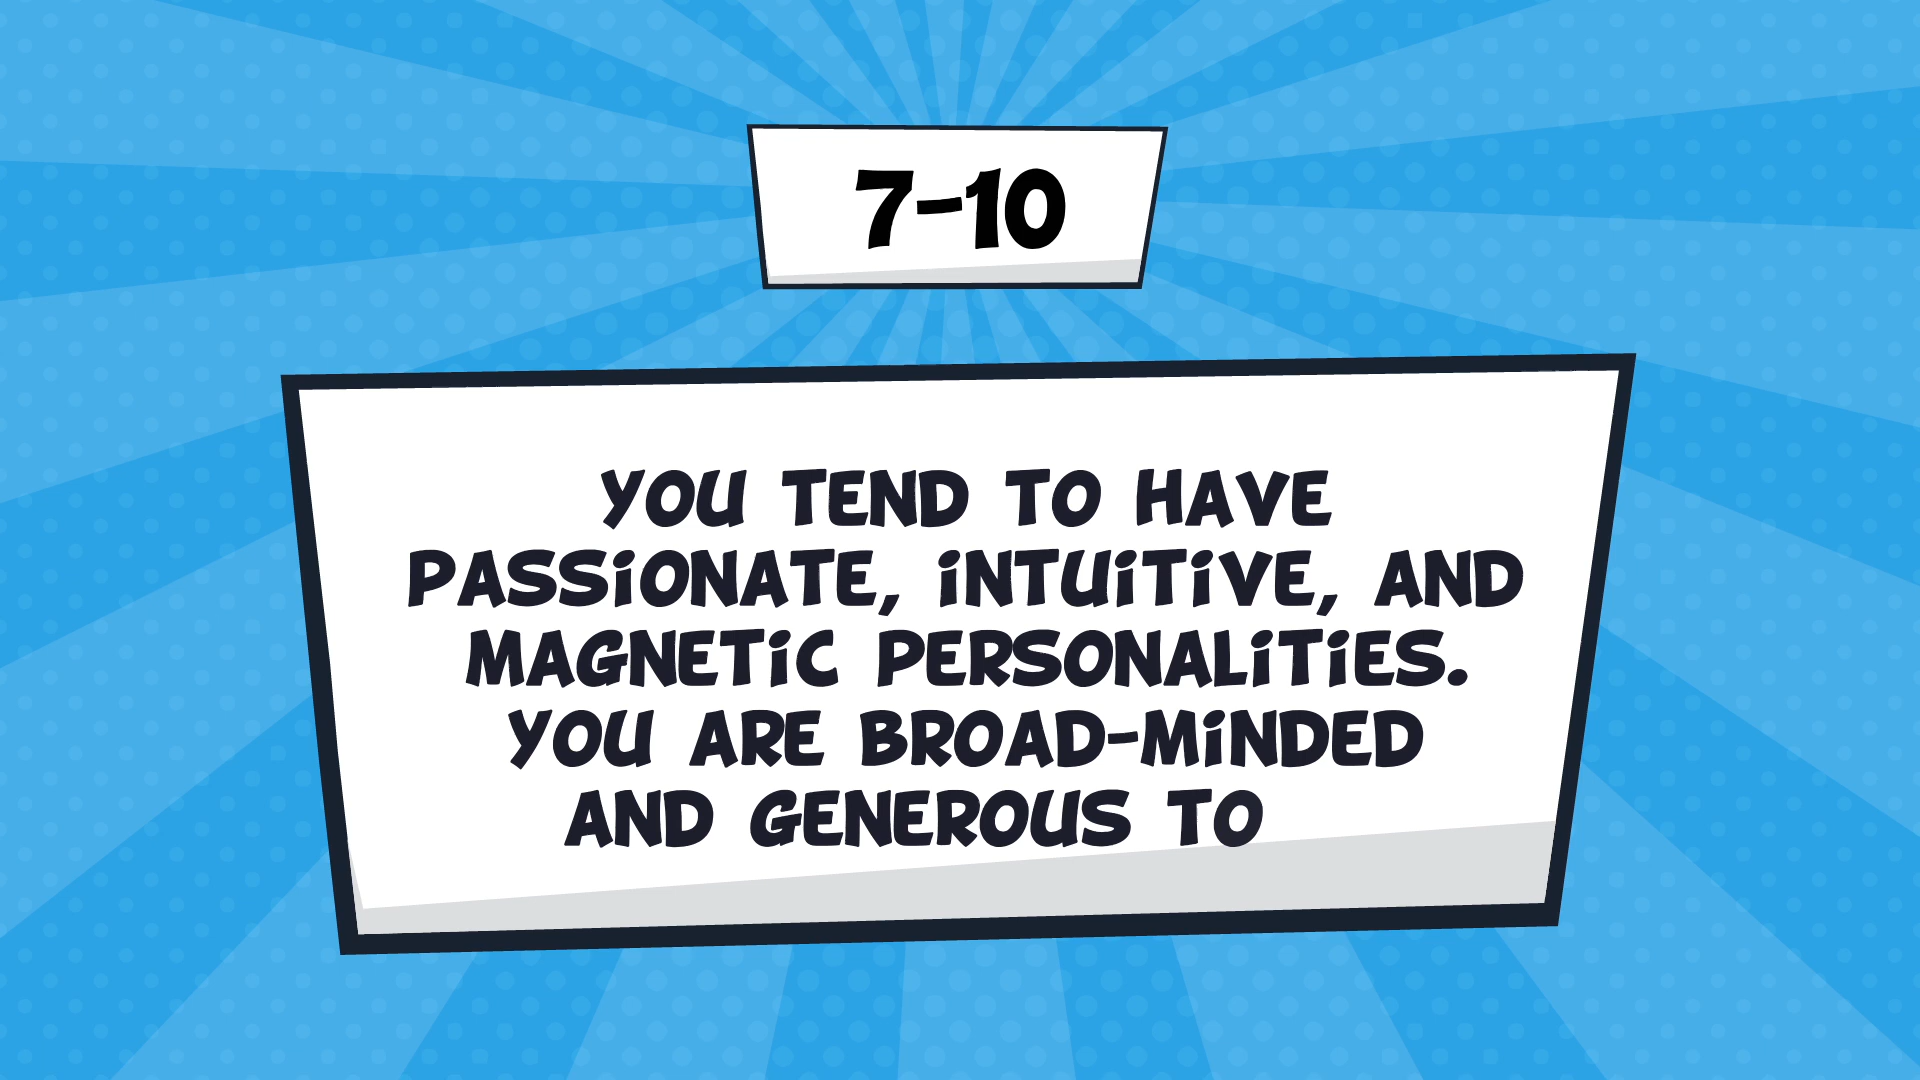 7-10
YOU TEND TO HAVE
PASSIONATE, INTUITIVE, AND
MAGNETIC PERSONALITIES.
YOU ARE BROAD-MINDED
AND GENEROUS TO